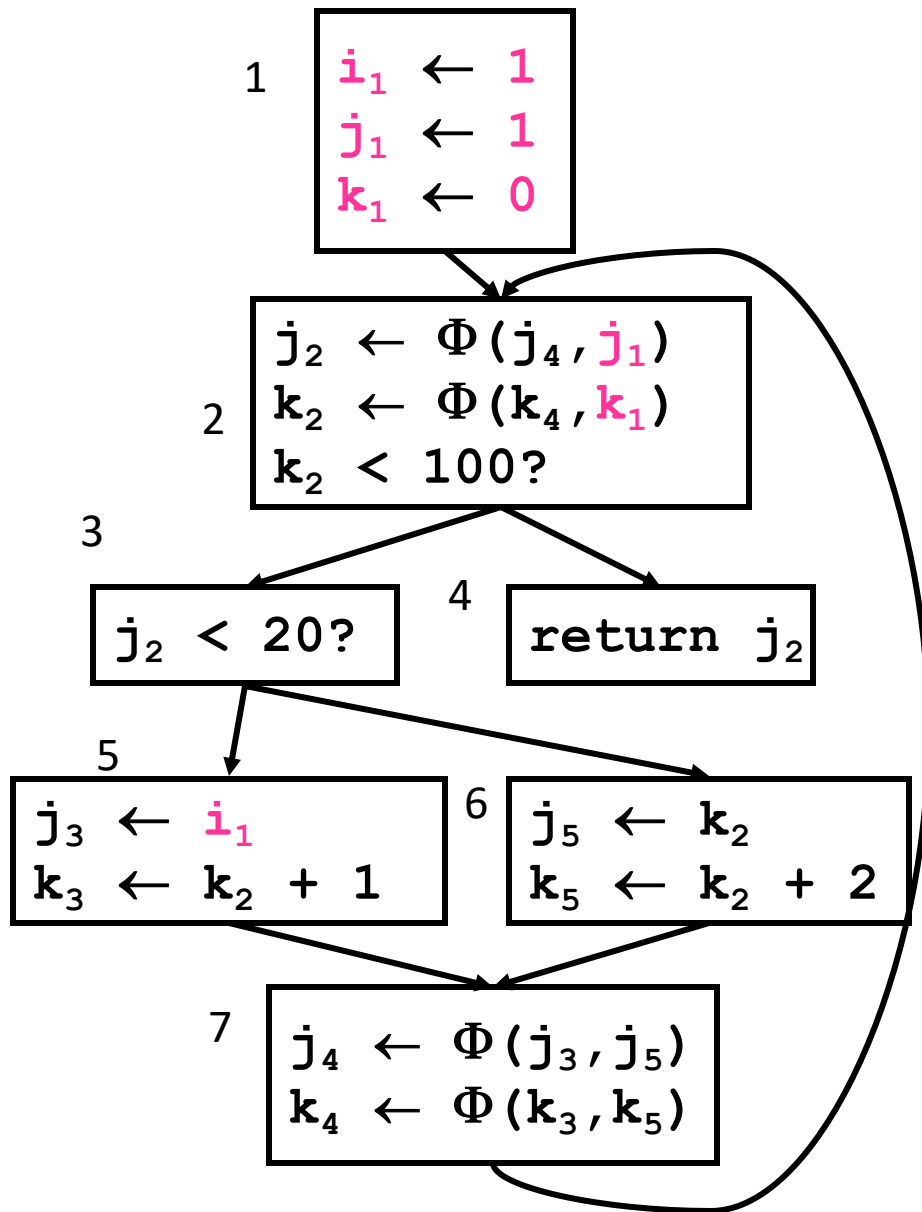 1
i₁ ← 1
j₁ ← 1
k₁ ← 0
2
j₂ ← Φ(j₄,j₁)
k₂ ← Φ(k₄,k₁)
k₂ < 100?
3
j₂ < 20?
4
return j₂
5
j₃ ← i₁
k₃ ← k₂ + 1
6
j₅ ← k₂
k₅ ← k₂ + 2
7
j₄ ← Φ(j₃,j₅)
k₄ ← Φ(k₃,k₅)